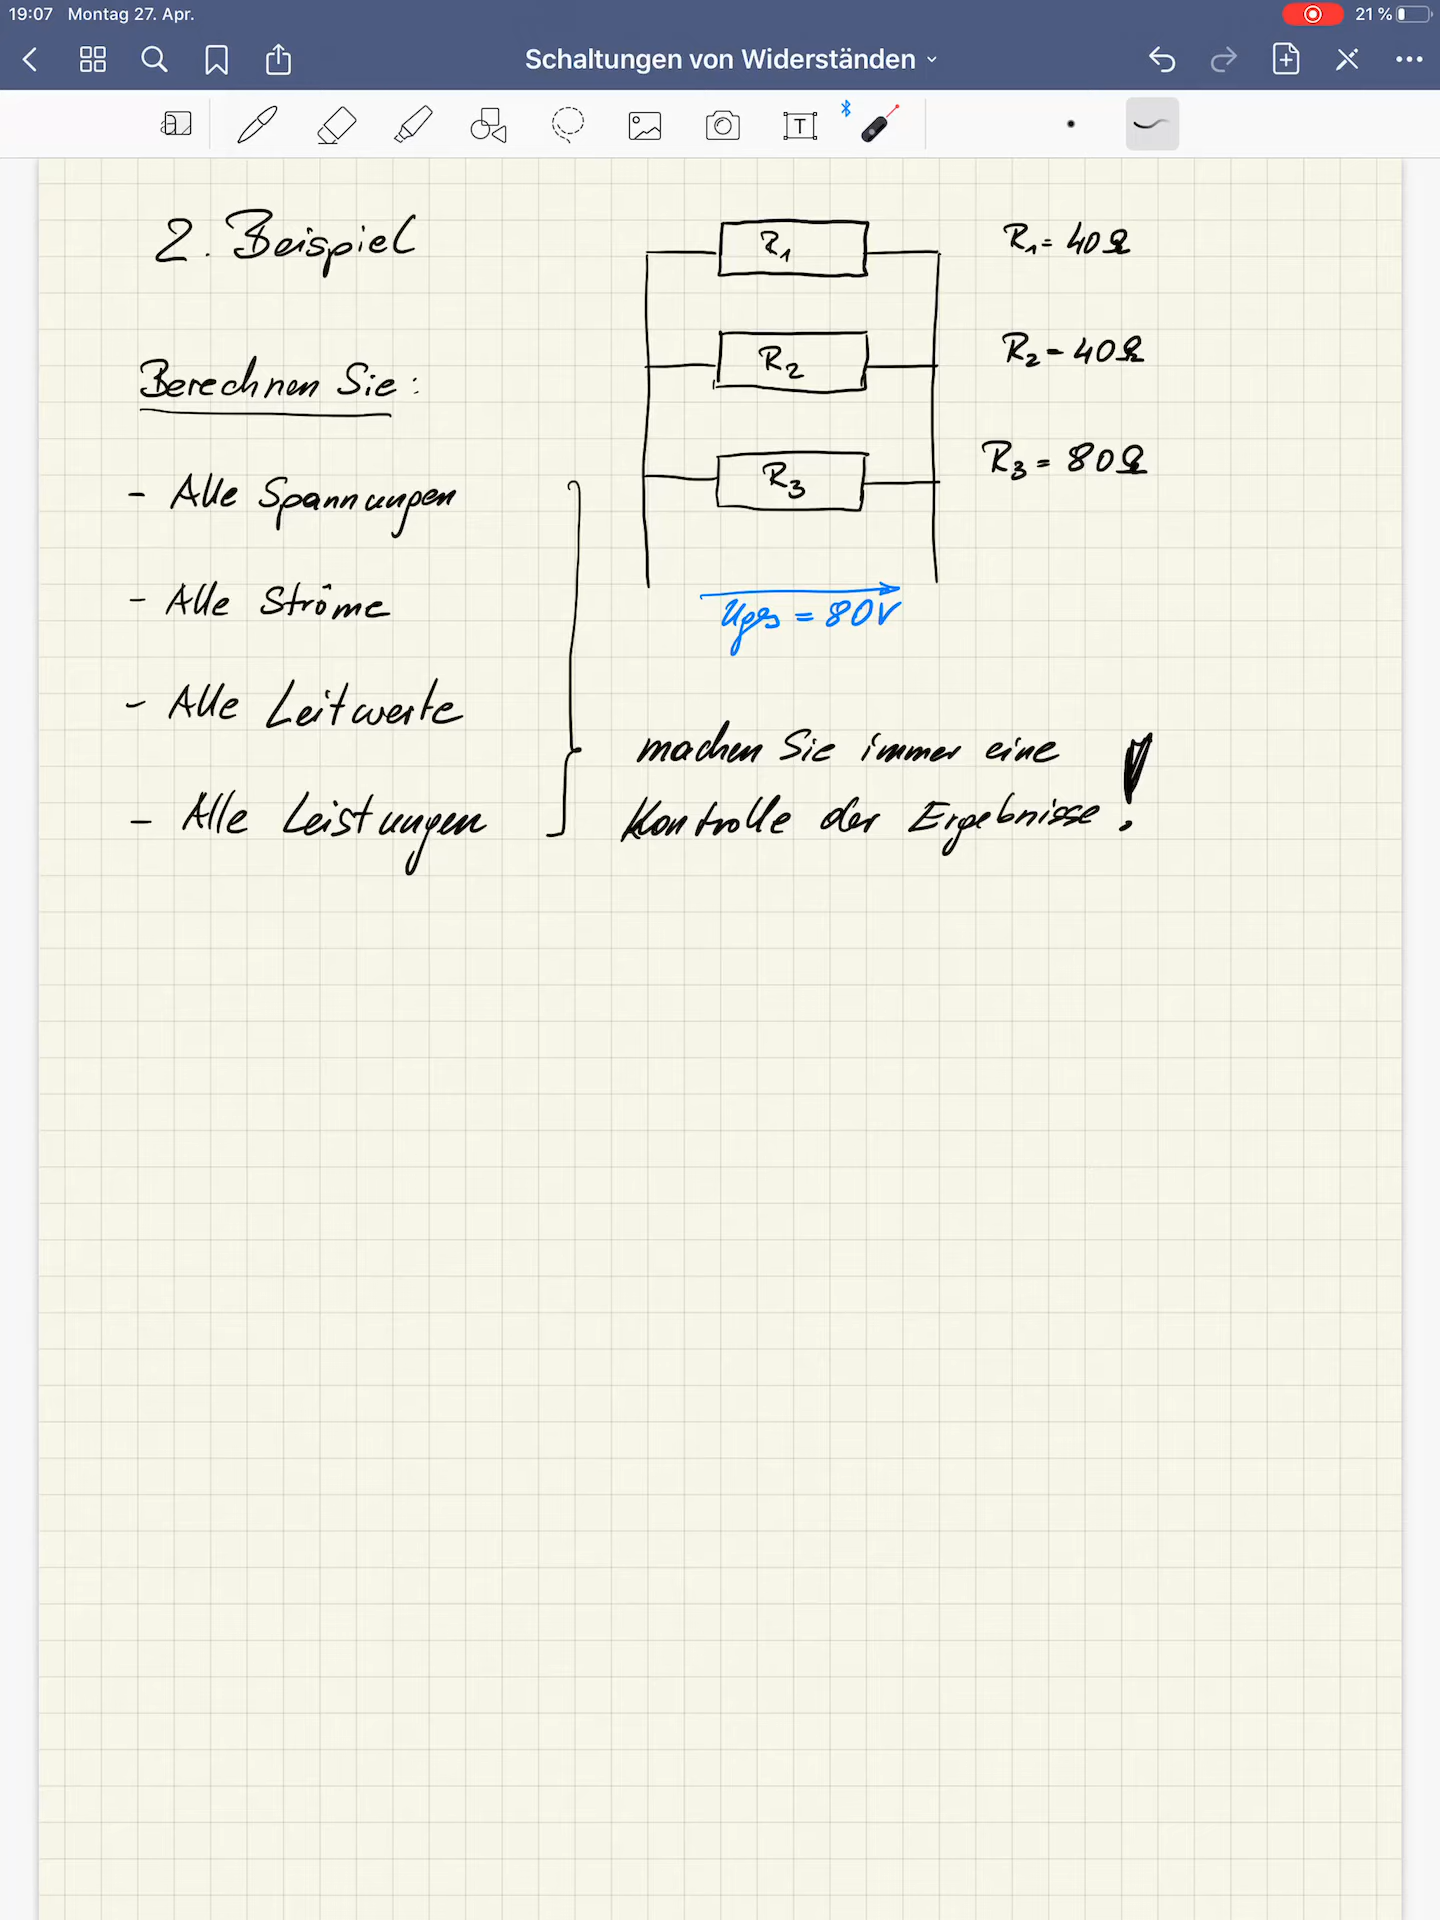 19:07 Montag 27. Apr. 21 %
Schaltungen von Widerständen
T
2. Beispiel
R1
R1= 40Ω
R2
R2 - 40Ω
Berechnen Sie:
R3
R3 = 80Ω
- Alle Spannungen
- Alle Ströme
Uges = 80V
- Alle Leitwerte
machen Sie immer eine
- Alle Leistungen
Kontrolle der Ergebnisse !